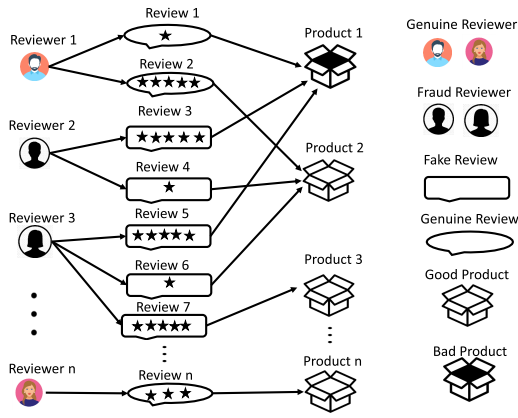 Reviewer 1
Reviewer 2
Reviewer 3
Reviewer n
Review 1
Review 2
Review 3
Review 4
Review 5
Review 6
Review 7
Review n
Product 1
Product 2
Product 3
Product n
Genuine Reviewer
Fraud Reviewer
Fake Review
Genuine Review
Good Product
Bad Product